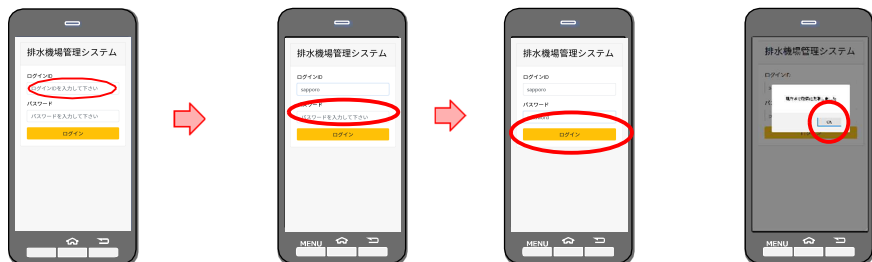 排水機場管理システム
ログインID
ログインIDを入力して下さい
パスワード
パスワードを入力して下さい
ログイン
排水機場管理システム
ログインID
sapporo
パスワード
パスワードを入力して下さい
ログイン
MENU
排水機場管理システム
ログインID
sapporo
パスワード
ログイン
MENU
排水機場管理システム
ログインID
OK
MENU